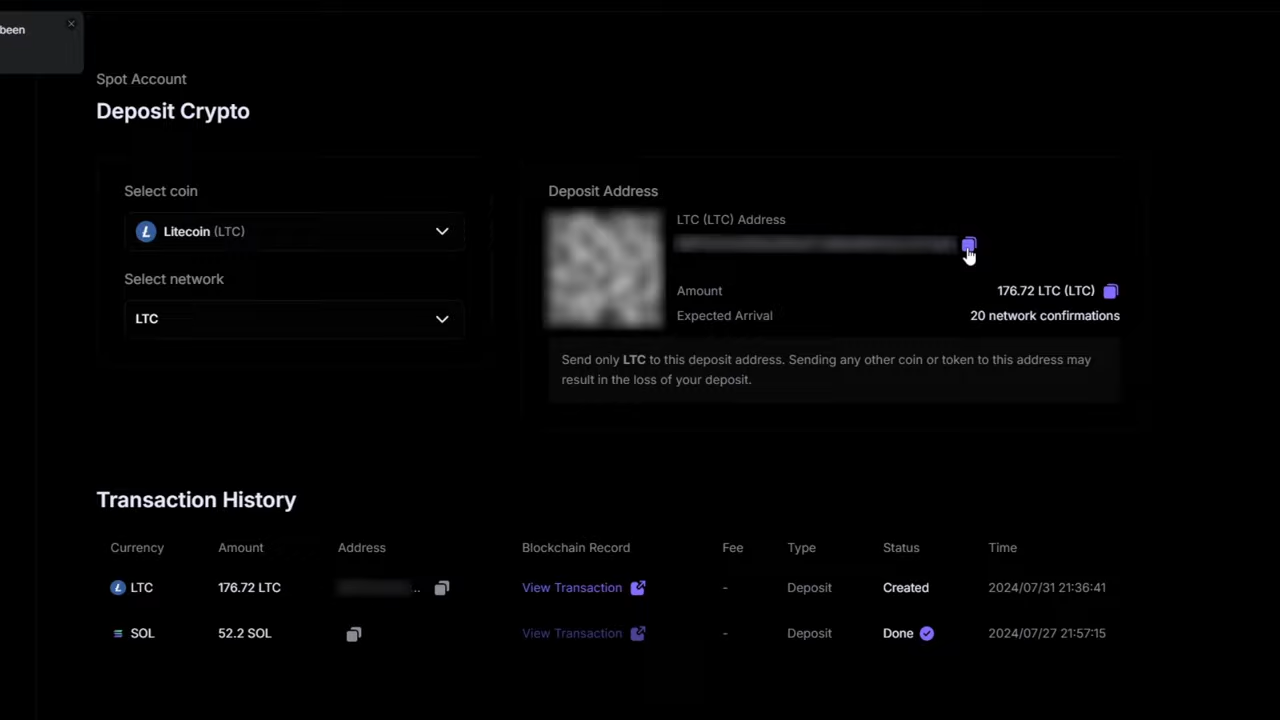 been
Spot Account
Deposit Crypto
Select coin
Litecoin (LTC)
Select network
LTC
Deposit Address
LTC (LTC) Address
Amount 176.72 LTC (LTC)
Expected Arrival 20 network confirmations
Send only LTC to this deposit address. Sending any other coin or token to this address may
result in the loss of your deposit.
Transaction History
Currency Amount Address Blockchain Record Fee Type Status Time
LTC 176.72 LTC .. View Transaction - Deposit Created 2024/07/31 21:36:41
SOL 52.2 SOL View Transaction - Deposit Done 2024/07/27 21:57:15